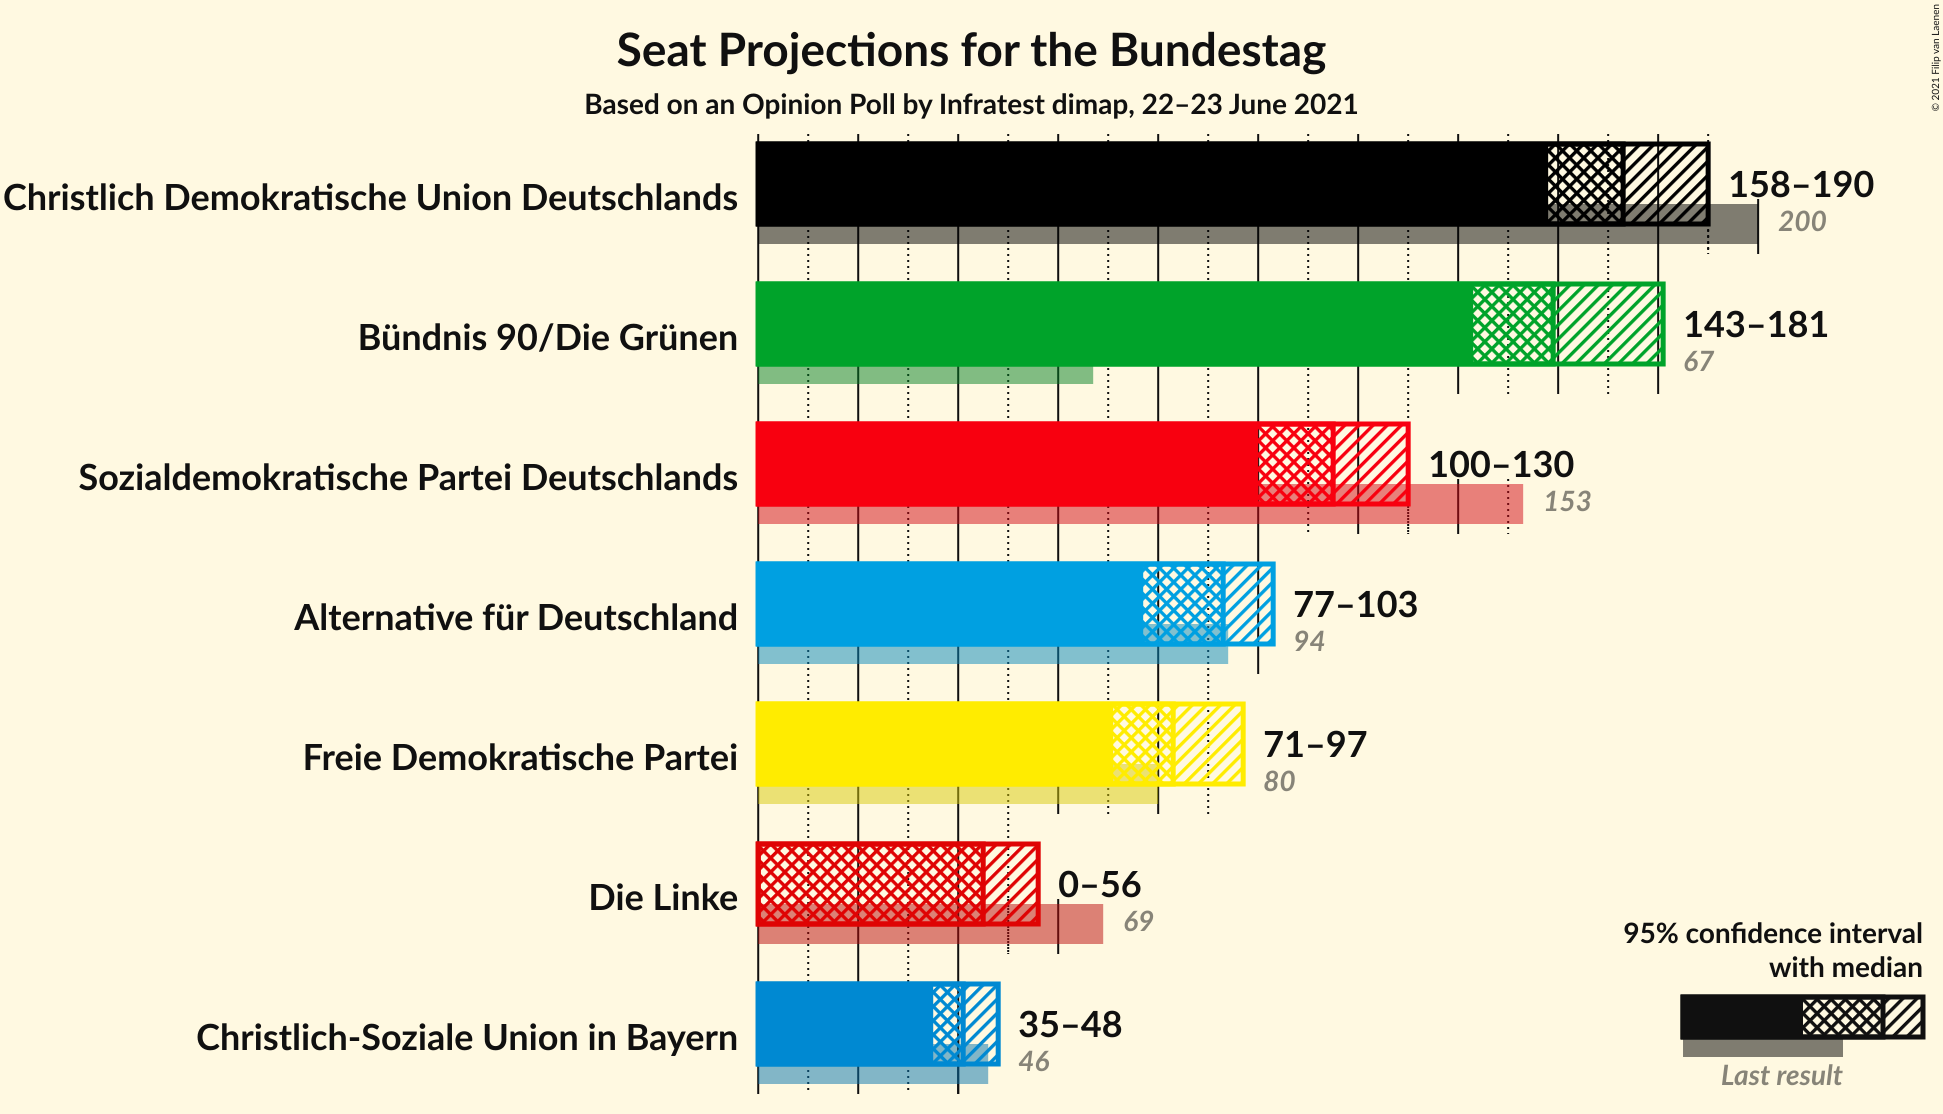 Seat Projections for the Bundestag
Based on an Opinion Poll by Infratest dimap, 22–23 June 2021
© 2021 Filip van Laenen
Christlich Demokratische Union Deutschlands
158–190
200
Bündnis 90/Die Grünen
143–181
67
Sozialdemokratische Partei Deutschlands
100–130
153
Alternative für Deutschland
77–103
94
Freie Demokratische Partei
71–97
80
Die Linke
0–56
69
Christlich-Soziale Union in Bayern
35–48
46
95% confidence interval
with median
Last result